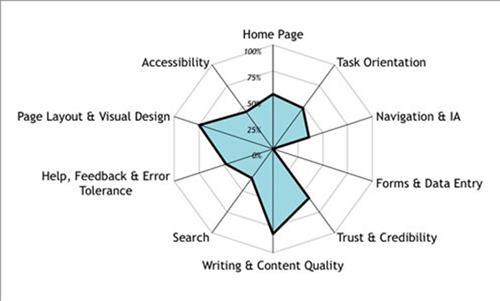 Home Page
100%
Accessibility
Task Orientation
75%
50%
Page Layout & Visual Design
Navigation & IA
25%
0%
Help, Feedback & Error
Tolerance
Forms & Data Entry
Search
Trust & Credibility
Writing & Content Quality